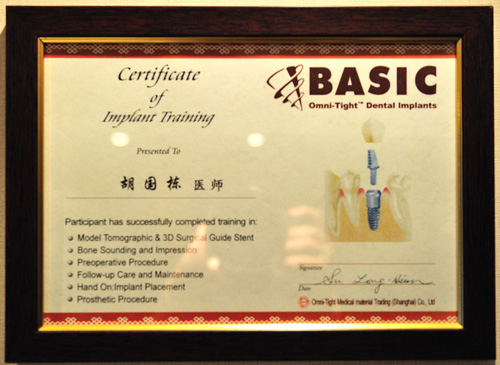 Certificate
of
Implant Training
Presented To
胡国栋 医师
Participant has successfully completed training in:
Model Tomographic & 3D Surgical Guide Stent
Bone Sounding and Impression
Preoperative Procedure
Follow-up Care and Maintenance
Hand On:Implant Placement
Prosthetic Procedure
BASIC
Omni-Tight™ Dental Implants
Signature
Date
Omni-Tight Medical material Trading (Shanghai) Co., Ltd